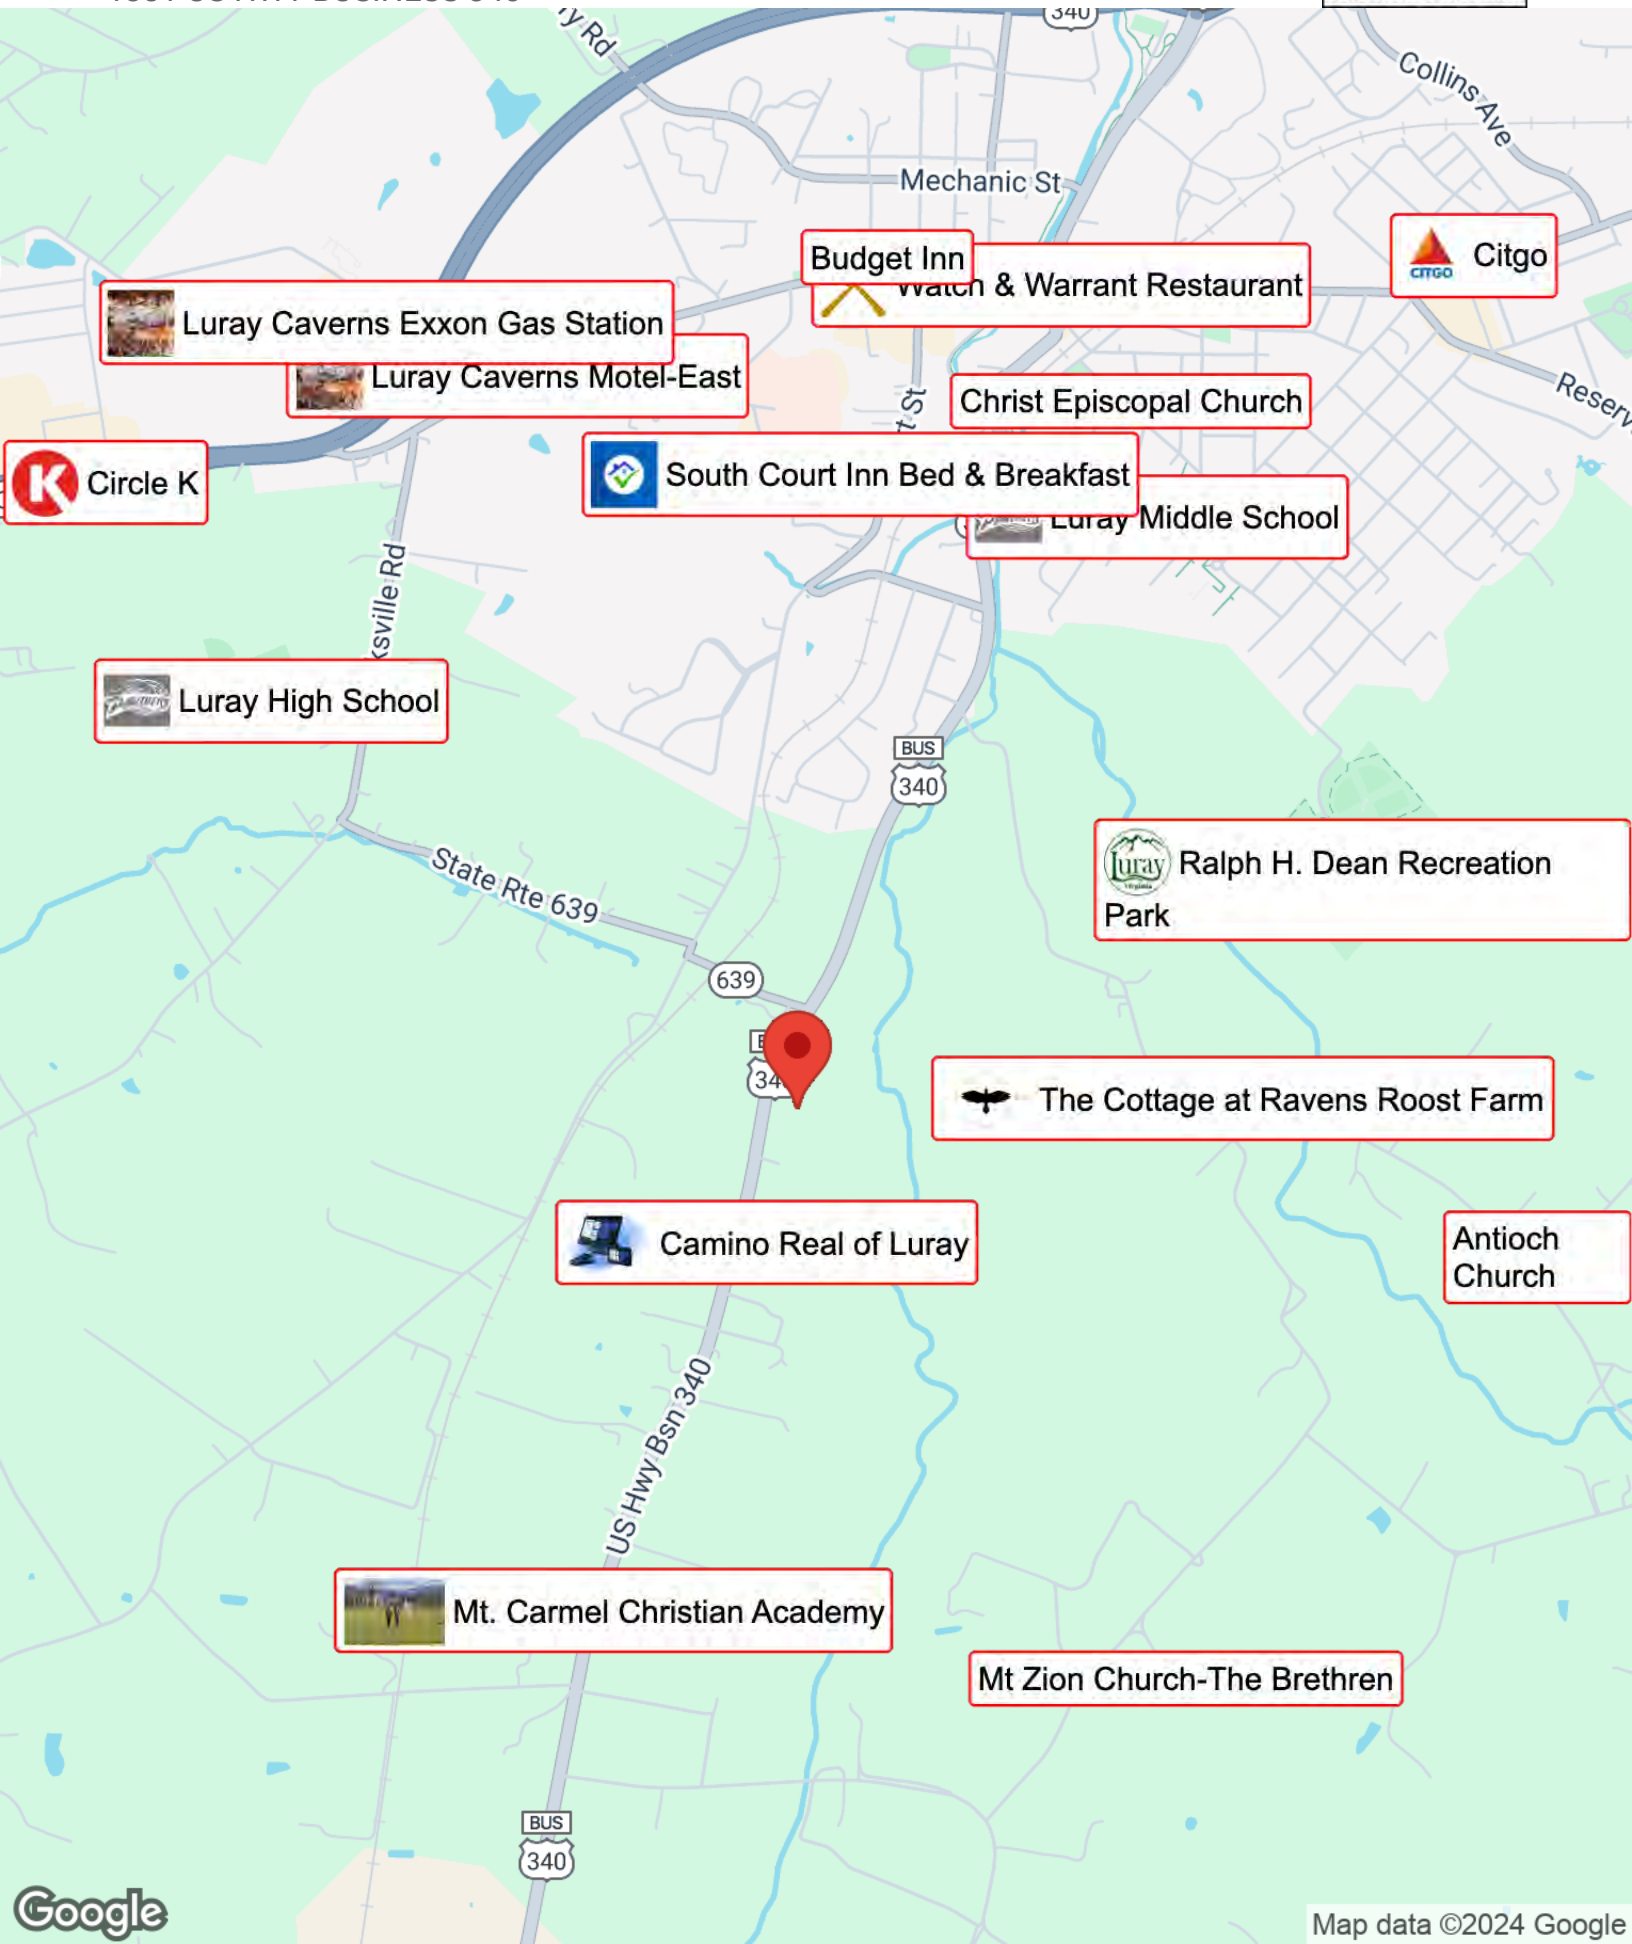 340
Collins Ave
Mechanic St
Budget Inn
Watch & Warrant Restaurant
CITGO
Citgo
Luray Caverns Exxon Gas Station
Luray Caverns Motel-East
Christ Episcopal Church
Circle K
South Court Inn Bed & Breakfast
Luray Middle School
Luray High School
BUS
340
Luray
Virginia
Ralph H. Dean Recreation
Park
State Rte 639
639
The Cottage at Ravens Roost Farm
Camino Real of Luray
Antioch
Church
US Hwy Bsn 340
Mt. Carmel Christian Academy
Mt Zion Church-The Brethren
BUS
340
Google
Map data ©2024 Google